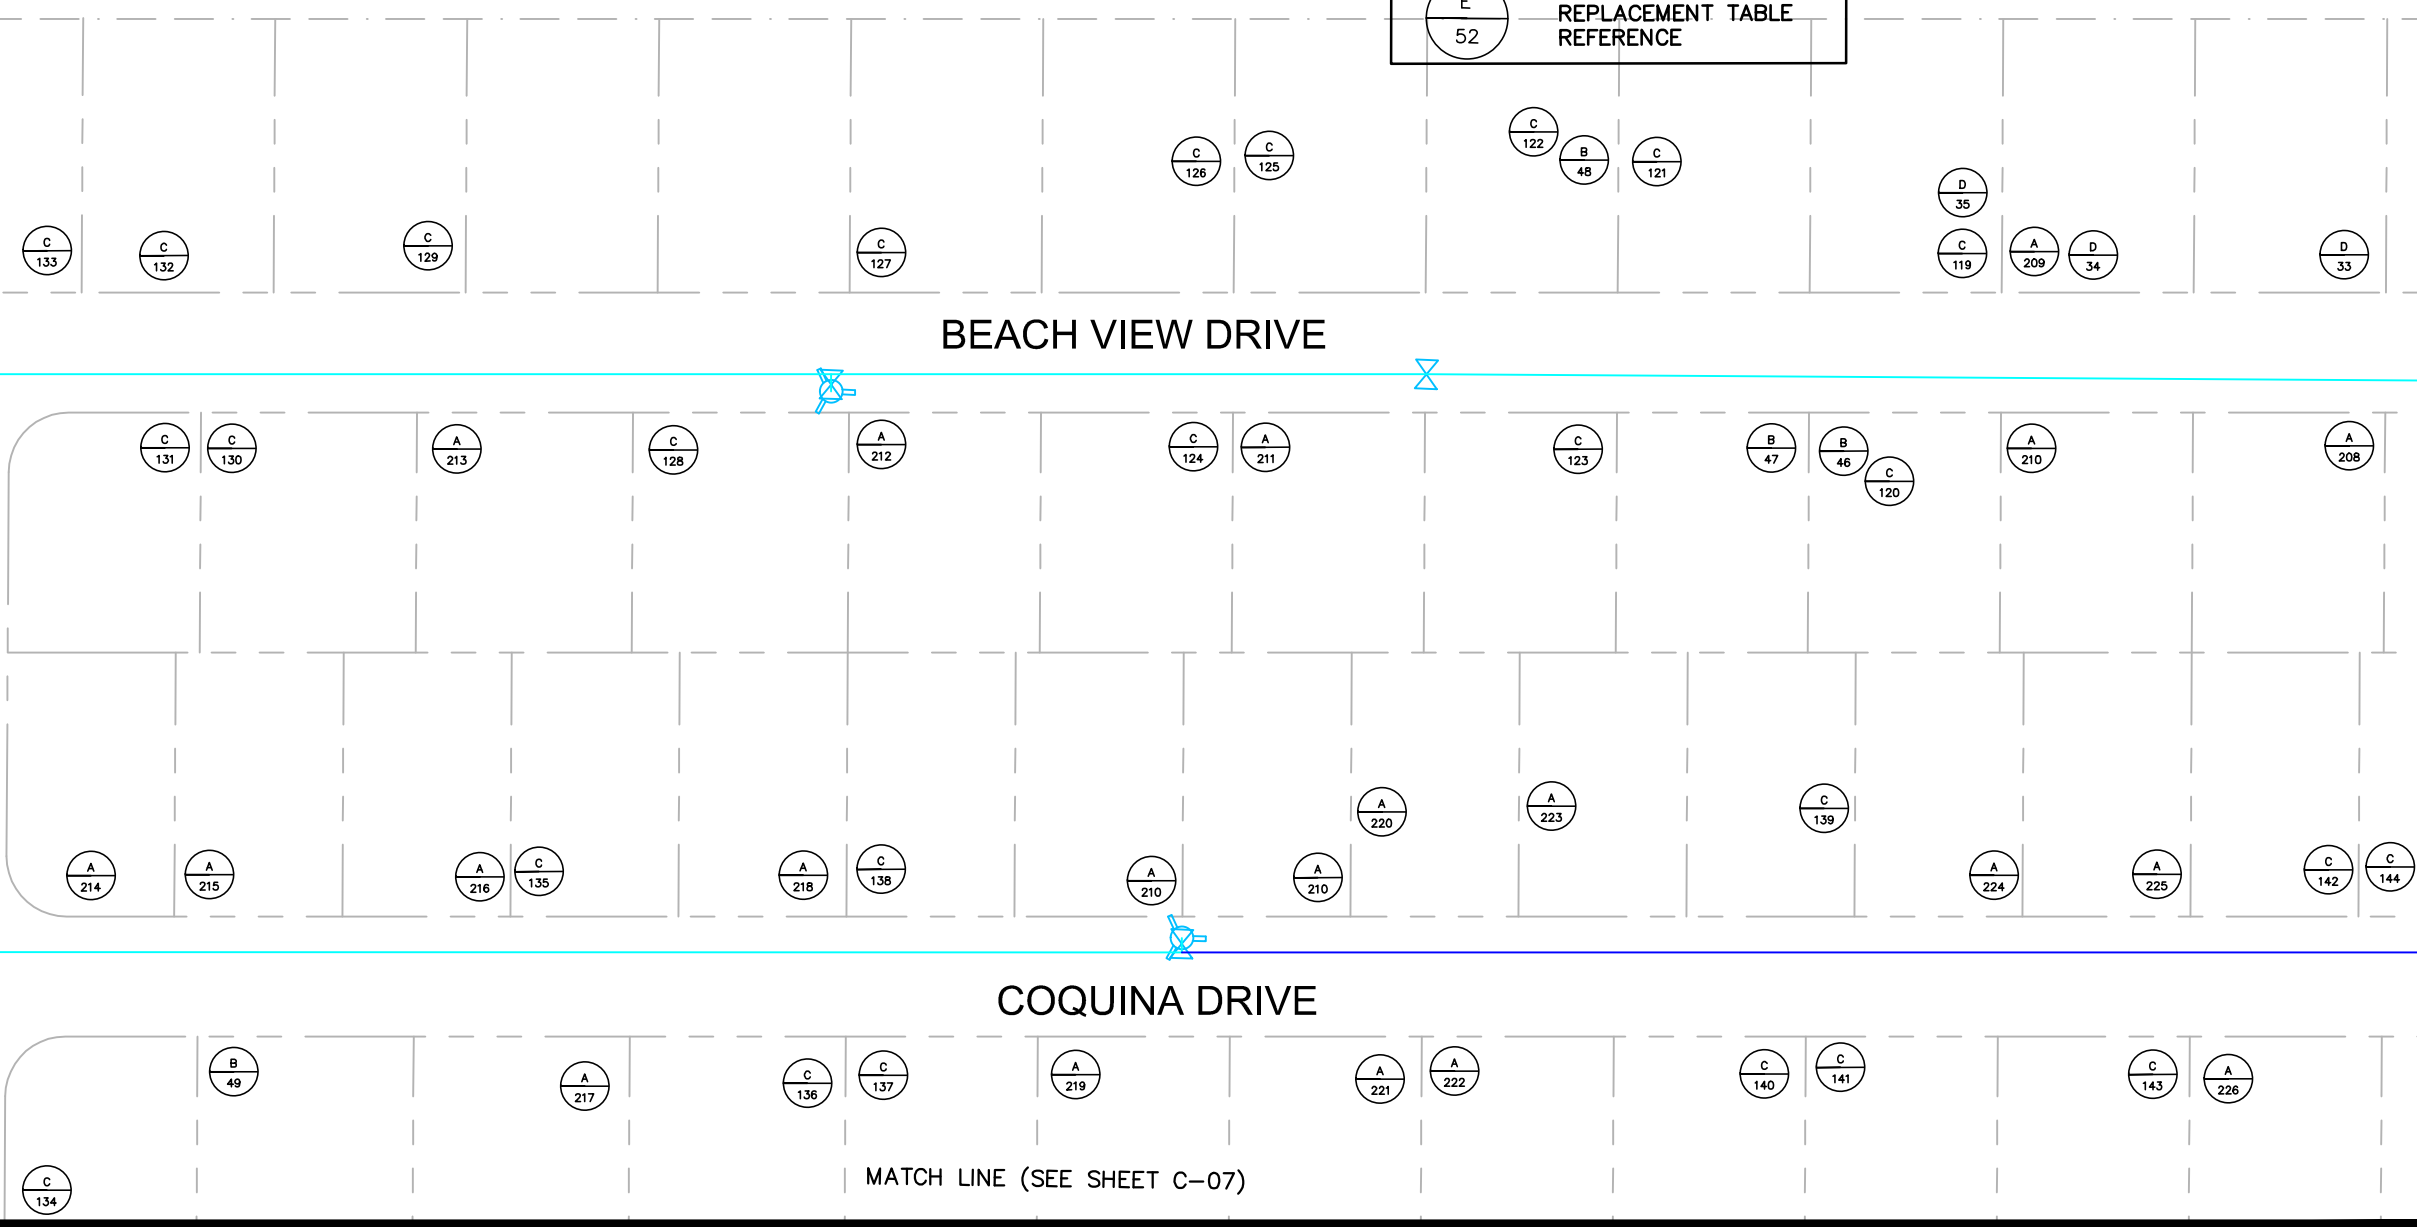 E
52
REPLACEMENT TABLE
REFERENCE
C
122
B
48
C
121
C
126
C
125
D
35
C
133
C
132
C
129
C
127
C
119
A
209
D
34
D
33
BEACH VIEW DRIVE
C
131
C
130
A
213
C
128
A
212
C
124
A
211
C
123
B
47
B
46
C
120
A
210
A
208
A
220
A
223
C
139
A
214
A
215
A
216
C
135
A
218
C
138
A
210
A
210
A
224
A
225
C
142
C
144
COQUINA DRIVE
B
49
A
217
C
136
C
137
A
219
A
221
A
222
C
140
C
141
C
143
A
226
C
134
MATCH LINE (SEE SHEET C-07)